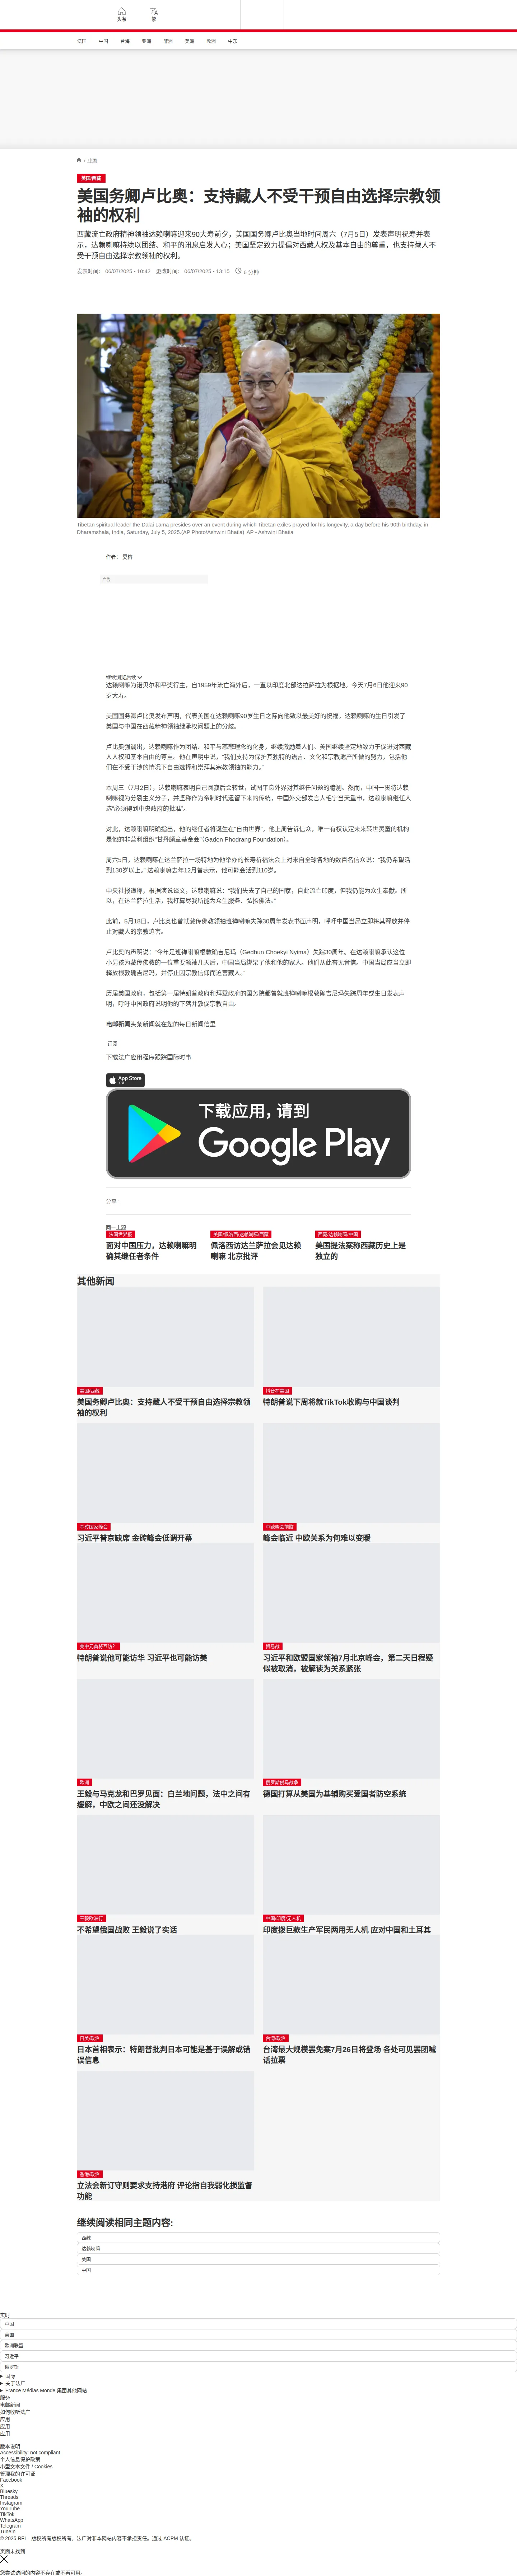 头条
繁
法国
中国
台海
亚洲
非洲
美洲
欧洲
中东
/ 中国
美国/西藏
美国务卿卢比奥：支持藏人不受干预自由选择宗教领
袖的权利
西藏流亡政府精神领袖达赖喇嘛迎来90大寿前夕，美国国务卿卢比奥当地时间周六（7月5日）发表声明祝寿并表
示，达赖喇嘛持续以团结、和平的讯息启发人心；美国坚定致力提倡对西藏人权及基本自由的尊重，也支持藏人不
受干预自由选择宗教领袖的权利。
发表时间： 06/07/2025 - 10:42 更改时间： 06/07/2025 - 13:15 6 分钟
Tibetan spiritual leader the Dalai Lama presides over an event during which Tibetan exiles prayed for his longevity, a day before his 90th birthday, in
Dharamshala, India, Saturday, July 5, 2025.(AP Photo/Ashwini Bhatia) AP - Ashwini Bhatia
作者： 夏榕
广告
继续浏览后续
达赖喇嘛为诺贝尔和平奖得主，自1959年流亡海外后，一直以印度北部达拉萨拉为根据地。今天7月6日他迎来90
岁大寿。
美国国务卿卢比奥发布声明，代表美国在达赖喇嘛90岁生日之际向他致以最美好的祝福。达赖喇嘛的生日引发了
美国与中国在西藏精神领袖继承权问题上的分歧。
卢比奥强调出，达赖喇嘛作为团结、和平与慈悲理念的化身，继续激励着人们。美国继续坚定地致力于促进对西藏
人人权和基本自由的尊重。他在声明中说，“我们支持为保护其独特的语言、文化和宗教遗产所做的努力，包括他
们在不受干涉的情况下自由选择和崇拜其宗教领袖的能力。”
本周三（7月2日），达赖喇嘛表明自己圆寂后会转世，试图平息外界对其继任问题的臆测。然而，中国一贯将达赖
喇嘛视为分裂主义分子，并坚称作为帝制时代遗留下来的传统，中国外交部发言人毛宁当天重申，达赖喇嘛继任人
选“必须得到中央政府的批准”。
对此，达赖喇嘛明确指出，他的继任者将诞生在“自由世界”。他上周告诉信众，唯一有权认定未来转世灵童的机构
是他的非营利组织“甘丹颇章基金会”（Gaden Phodrang Foundation）。
周六5日，达赖喇嘛在达兰萨拉一场特地为他举办的长寿祈福法会上对来自全球各地的数百名信众说：“我仍希望活
到130岁以上。” 达赖喇嘛去年12月曾表示，他可能会活到110岁。
中央社报道称，根据演说译文，达赖喇嘛说：“我们失去了自己的国家，自此流亡印度，但我仍能为众生奉献。所
以，在达兰萨拉生活，我打算尽我所能为众生服务、弘扬佛法。”
此前，5月18日，卢比奥也曾就藏传佛教领袖班禅喇嘛失踪30周年发表书面声明，呼吁中国当局立即将其释放并停
止对藏人的宗教迫害。
卢比奥的声明说：“今年是班禅喇嘛根敦确吉尼玛（Gedhun Choekyi Nyima）失踪30周年。在达赖喇嘛承认这位
小男孩为藏传佛教的一位重要领袖几天后，中国当局绑架了他和他的家人。他们从此杳无音信。中国当局应当立即
释放根敦确吉尼玛，并停止因宗教信仰而迫害藏人。”
历届美国政府，包括第一届特朗普政府和拜登政府的国务院都曾就班禅喇嘛根敦确吉尼玛失踪周年或生日发表声
明，呼吁中国政府说明他的下落并敦促宗教自由。
电邮新闻头条新闻就在您的每日新闻信里
订阅
下载法广应用程序跟踪国际时事
App Store
下载应用，请到
Google Play
分享 :
同一主题
法国世界报
面对中国压力，达赖喇嘛明
确其继任者条件
美国/佩洛西/达赖喇嘛/西藏
佩洛西访达兰萨拉会见达赖
喇嘛 北京批评
西藏/达赖喇嘛/中国
美国提法案称西藏历史上是
独立的
其他新闻
美国/西藏
美国务卿卢比奥：支持藏人不受干预自由选择宗教领
袖的权利
抖音在美国
特朗普说下周将就TikTok收购与中国谈判
金砖国家峰会
习近平普京缺席 金砖峰会低调开幕
中欧峰会前瞻
峰会临近 中欧关系为何难以变暖
美中元首将互访？
特朗普说他可能访华 习近平也可能访美
贸易战
习近平和欧盟国家领袖7月北京峰会，第二天日程疑
似被取消，被解读为关系紧张
欧洲
王毅与马克龙和巴罗见面：白兰地问题，法中之间有
缓解，中欧之间还没解决
俄罗斯侵乌战争
德国打算从美国为基辅购买爱国者防空系统
王毅欧洲行
不希望俄国战败 王毅说了实话
中国/印度/无人机
印度拨巨款生产军民两用无人机 应对中国和土耳其
日美/政治
日本首相表示：特朗普批判日本可能是基于误解或错
误信息
台湾/政治
台湾最大规模罢免案7月26日将登场 各处可见罢团喊
话拉票
香港/政治
立法会新订守则要求支持港府 评论指自我弱化损监督
功能
继续阅读相同主题内容:
西藏
达赖喇嘛
美国
中国
实时
中国
美国
欧洲联盟
习近平
俄罗斯
国际
关于法广
France Médias Monde 集团其他网站
服务
电邮新闻
如何收听法广
应用
应用
应用
版本说明
Accessibility: not compliant
个人信息保护政策
小型文本文件 / Cookies
管理我的许可证
Facebook
X
Bluesky
Threads
Instagram
YouTube
TikTok
WhatsApp
Telegram
TuneIn
© 2025 RFI – 版权所有版权所有。法广对非本网站内容不承担责任。通过 ACPM 认证。
页面未找到
您尝试访问的内容不存在或不再可用。